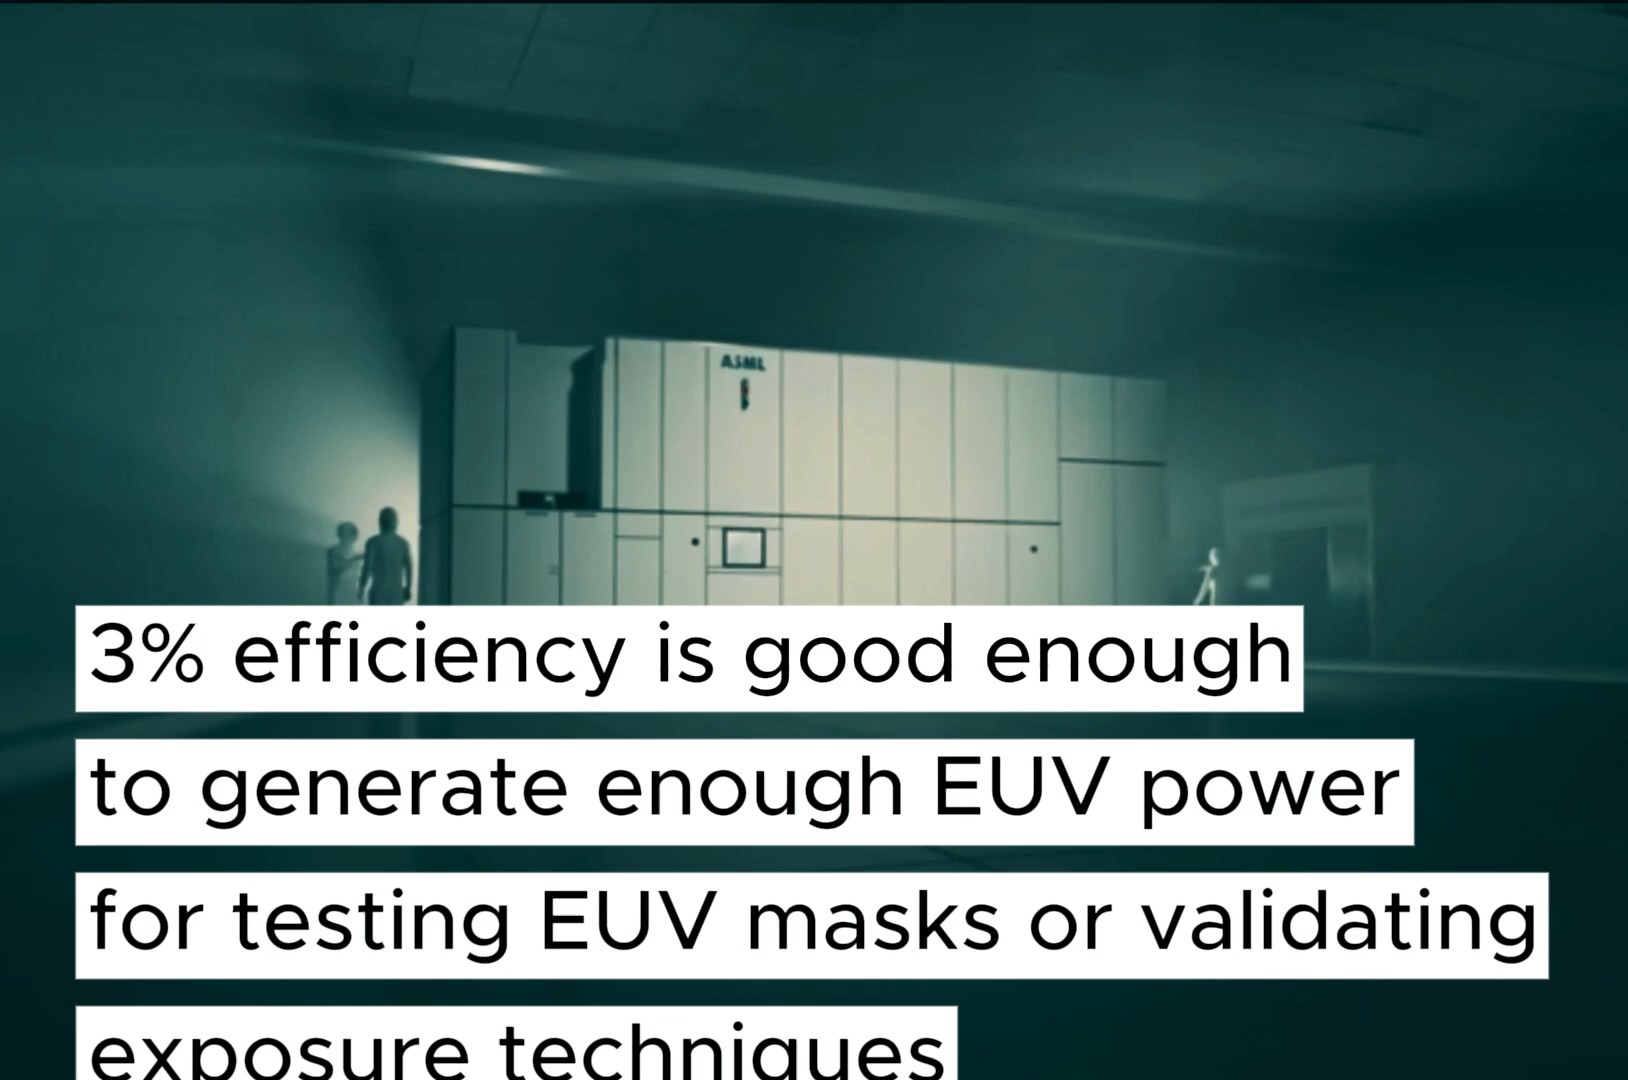 ASML
3% efficiency is good enough
to generate enough EUV power
for testing EUV masks or validating
exposure techniques